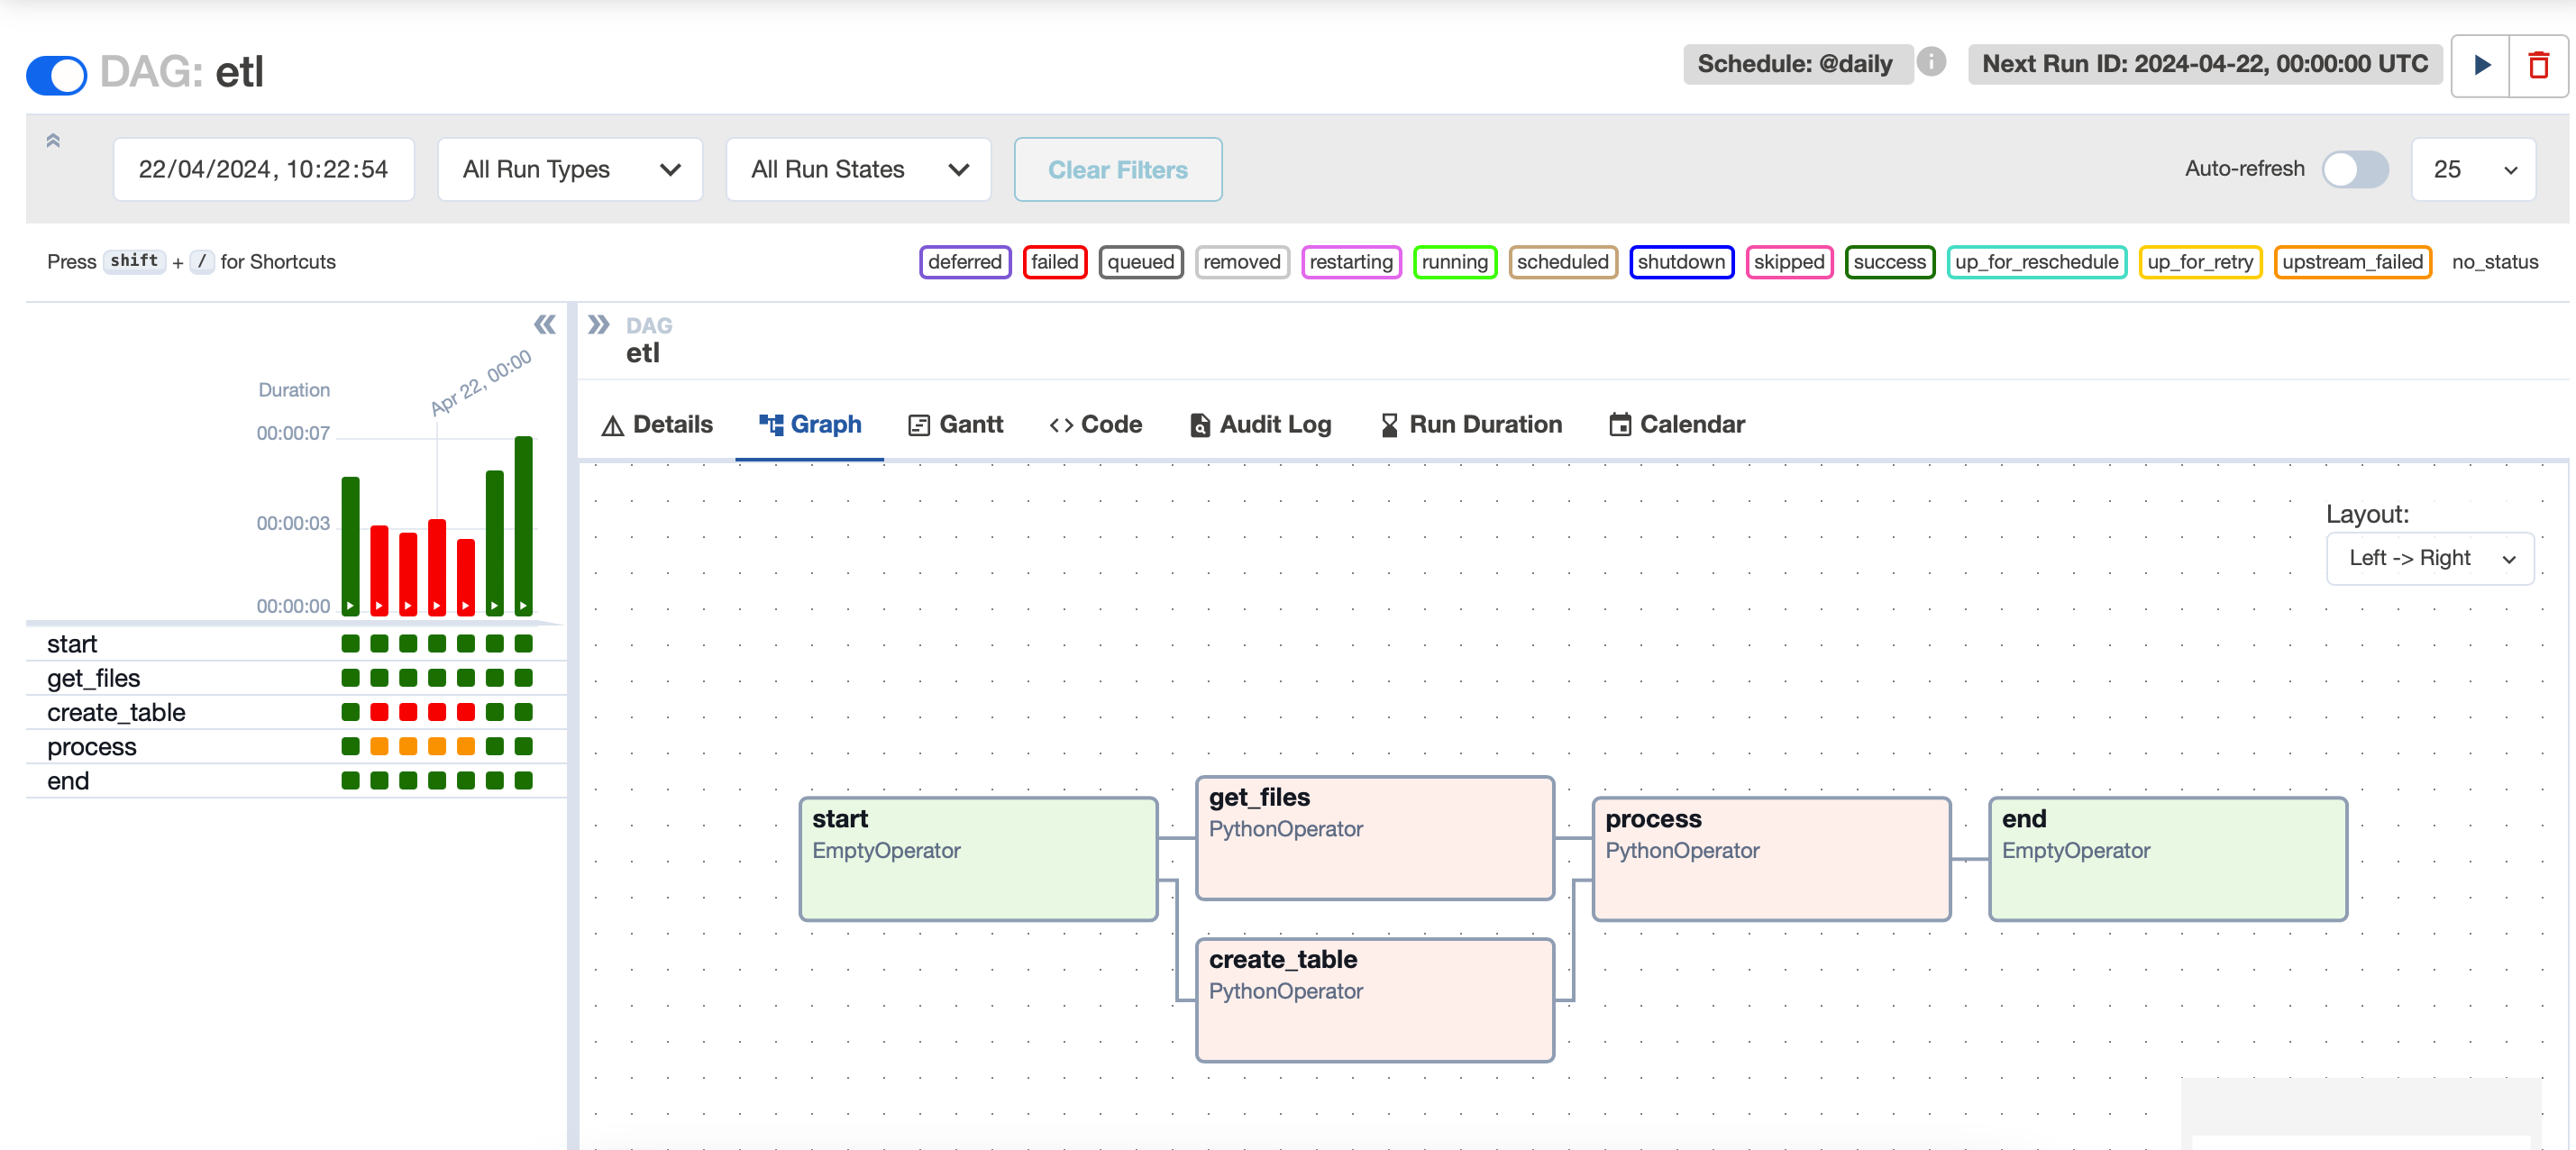 DAG: etl
Schedule: @daily
Next Run ID: 2024-04-22, 00:00:00 UTC
22/04/2024, 10:22:54
All Run Types
All Run States
Clear Filters
Auto-refresh
25
Press shift + / for Shortcuts
deferred
failed
queued
removed
restarting
running
scheduled
shutdown
skipped
success
up_for_reschedule
up_for_retry
upstream_failed
no_status
Duration
Apr 22, 00:00
00:00:07
00:00:03
00:00:00
start
get_files
create_table
process
end
DAG
etl
Details
Graph
Gantt
Code
Audit Log
Run Duration
Calendar
Layout:
Left -> Right
start
EmptyOperator
get_files
PythonOperator
create_table
PythonOperator
process
PythonOperator
end
EmptyOperator